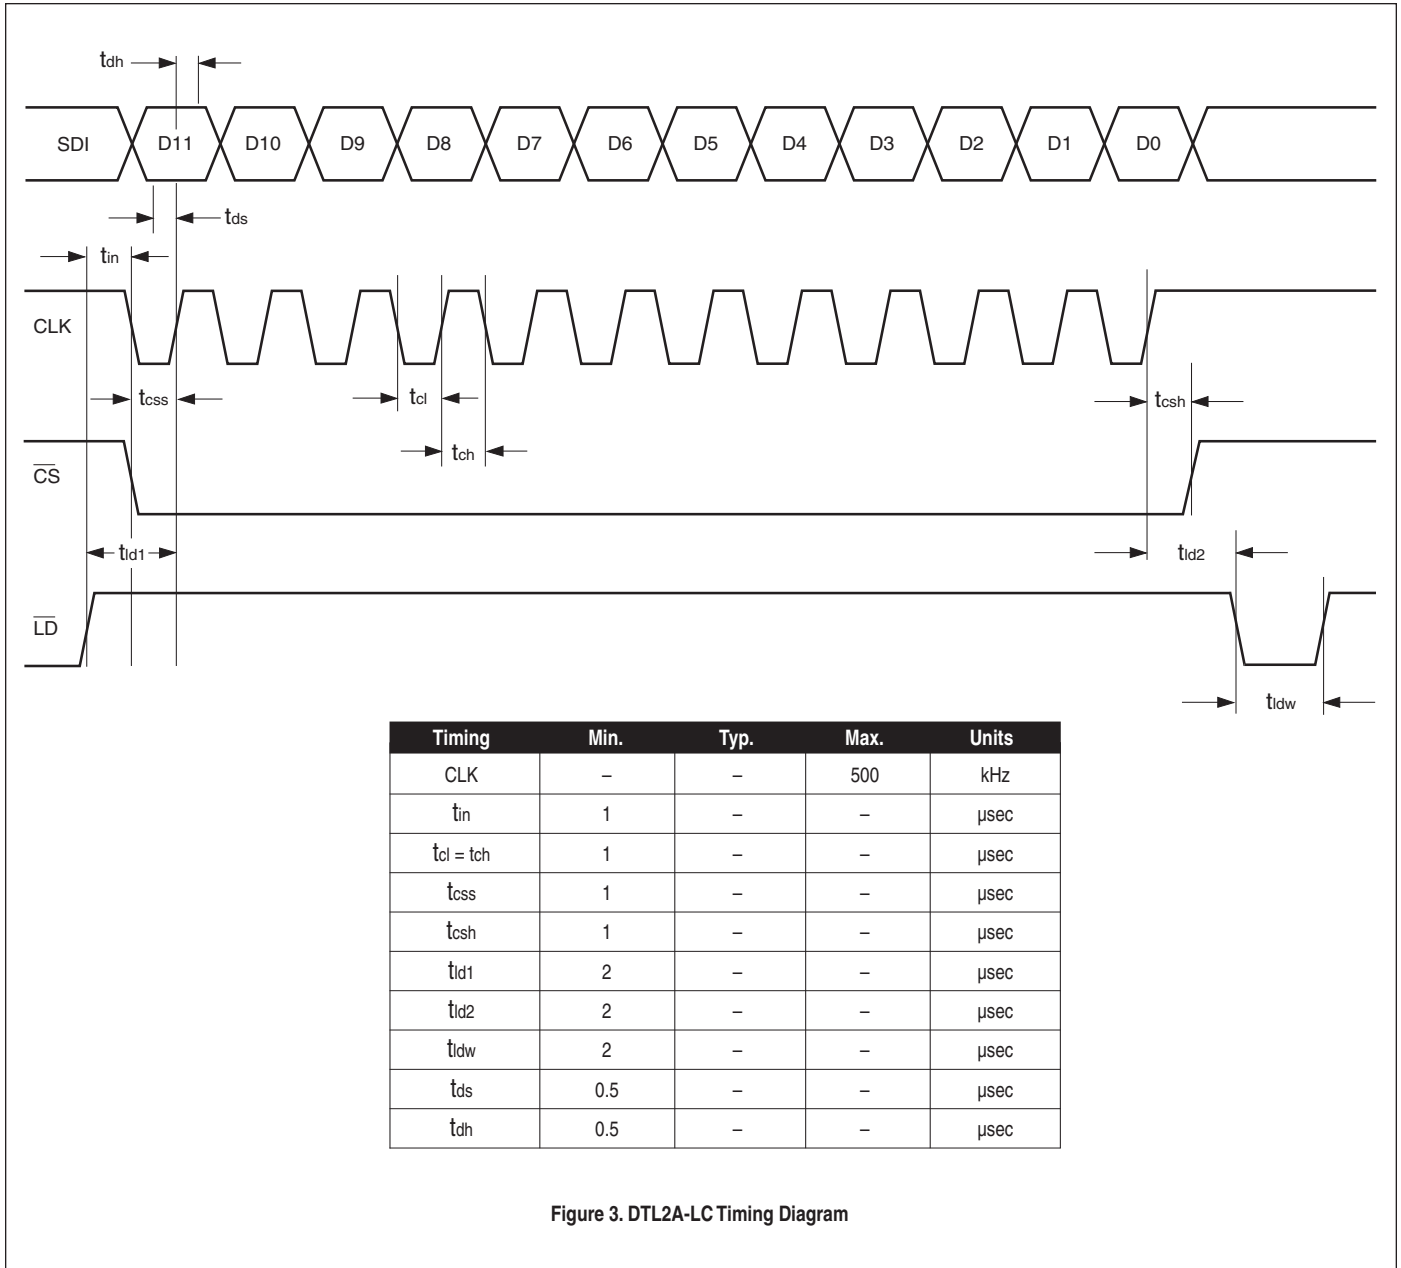 tdh
SDI D11 D10 D9 D8 D7 D6 D5 D4 D3 D2 D1 D0
tds
tin
CLK
tcss tcl tcsh
tch
CS
tld1 tld2
LD
tldw
Timing Min. Typ. Max. Units
CLK – – 500 kHz
tin 1 – – µsec
tcl = tch 1 – – µsec
tcss 1 – – µsec
tcsh 1 – – µsec
tld1 2 – – µsec
tld2 2 – – µsec
tldw 2 – – µsec
tds 0.5 – – µsec
tdh 0.5 – – µsec
Figure 3. DTL2A-LC Timing Diagram